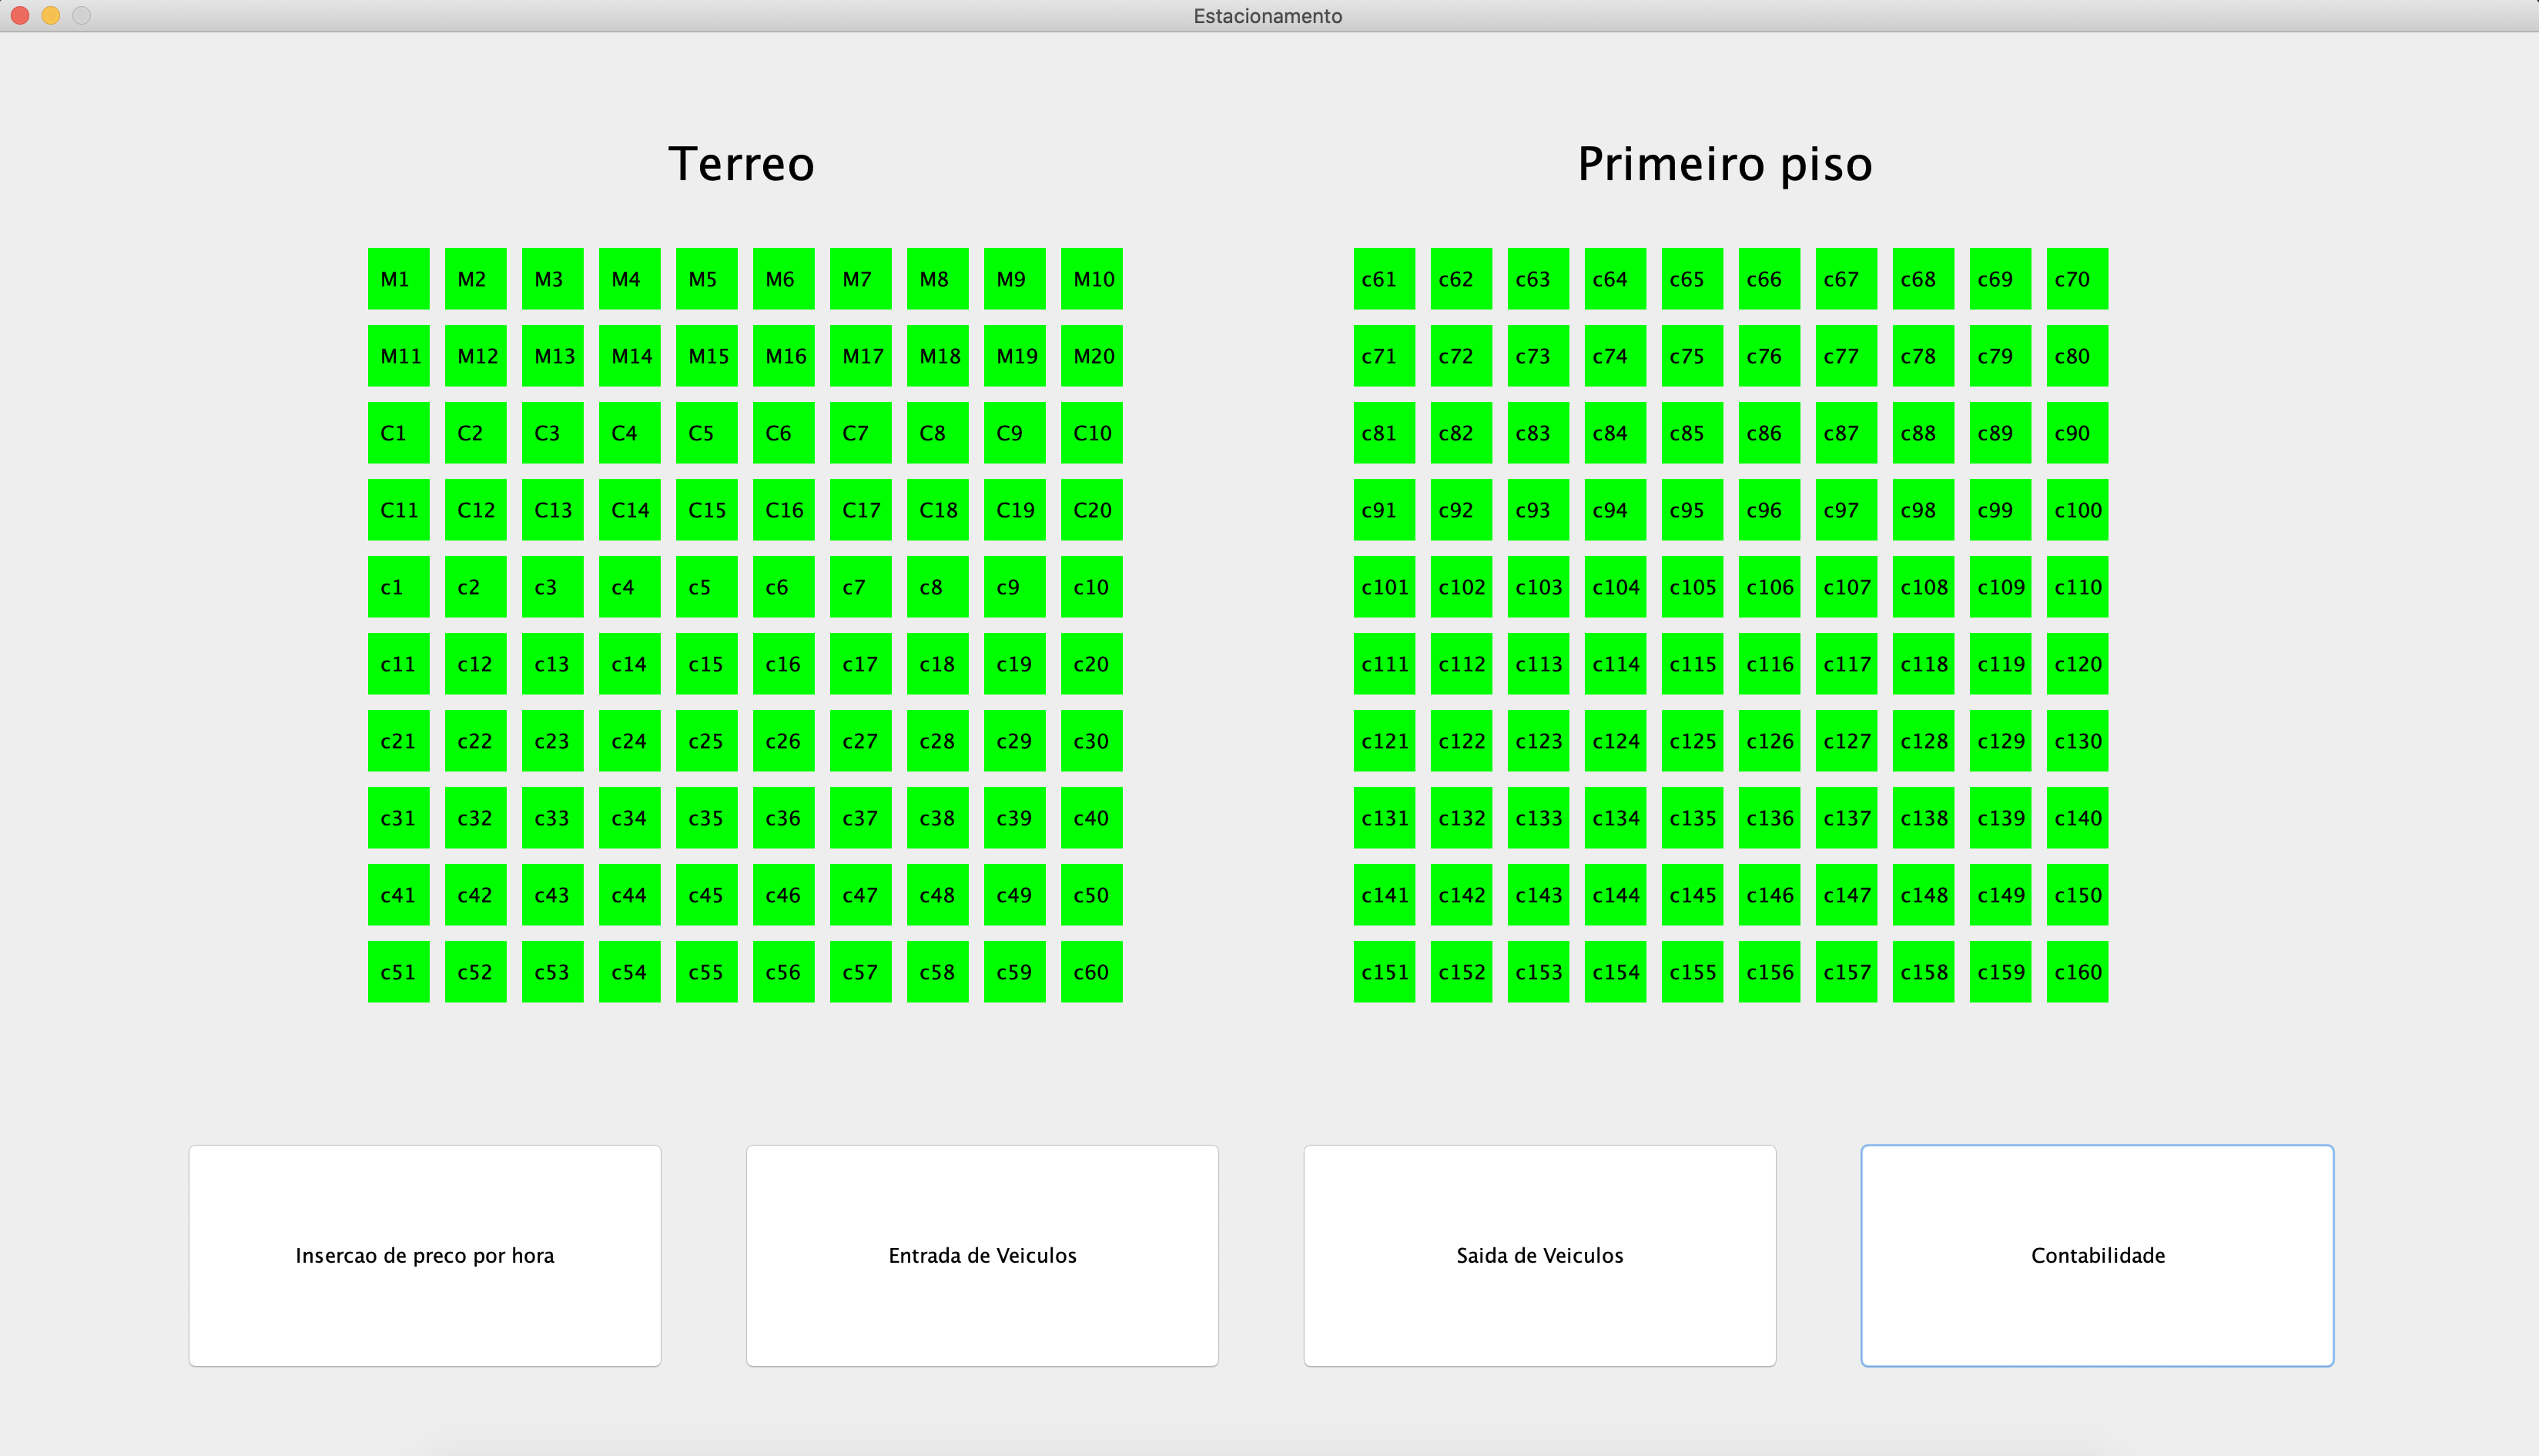 Estacionamento
Terreo
Primeiro piso
M1 M2 M3 M4 M5 M6 M7 M8 M9 M10
M11 M12 M13 M14 M15 M16 M17 M18 M19 M20
C1 C2 C3 C4 C5 C6 C7 C8 C9 C10
C11 C12 C13 C14 C15 C16 C17 C18 C19 C20
c1 c2 c3 c4 c5 c6 c7 c8 c9 c10
c11 c12 c13 c14 c15 c16 c17 c18 c19 c20
c21 c22 c23 c24 c25 c26 c27 c28 c29 c30
c31 c32 c33 c34 c35 c36 c37 c38 c39 c40
c41 c42 c43 c44 c45 c46 c47 c48 c49 c50
c51 c52 c53 c54 c55 c56 c57 c58 c59 c60
c61 c62 c63 c64 c65 c66 c67 c68 c69 c70
c71 c72 c73 c74 c75 c76 c77 c78 c79 c80
c81 c82 c83 c84 c85 c86 c87 c88 c89 c90
c91 c92 c93 c94 c95 c96 c97 c98 c99 c100
c101 c102 c103 c104 c105 c106 c107 c108 c109 c110
c111 c112 c113 c114 c115 c116 c117 c118 c119 c120
c121 c122 c123 c124 c125 c126 c127 c128 c129 c130
c131 c132 c133 c134 c135 c136 c137 c138 c139 c140
c141 c142 c143 c144 c145 c146 c147 c148 c149 c150
c151 c152 c153 c154 c155 c156 c157 c158 c159 c160
Insercao de preco por hora
Entrada de Veiculos
Saida de Veiculos
Contabilidade